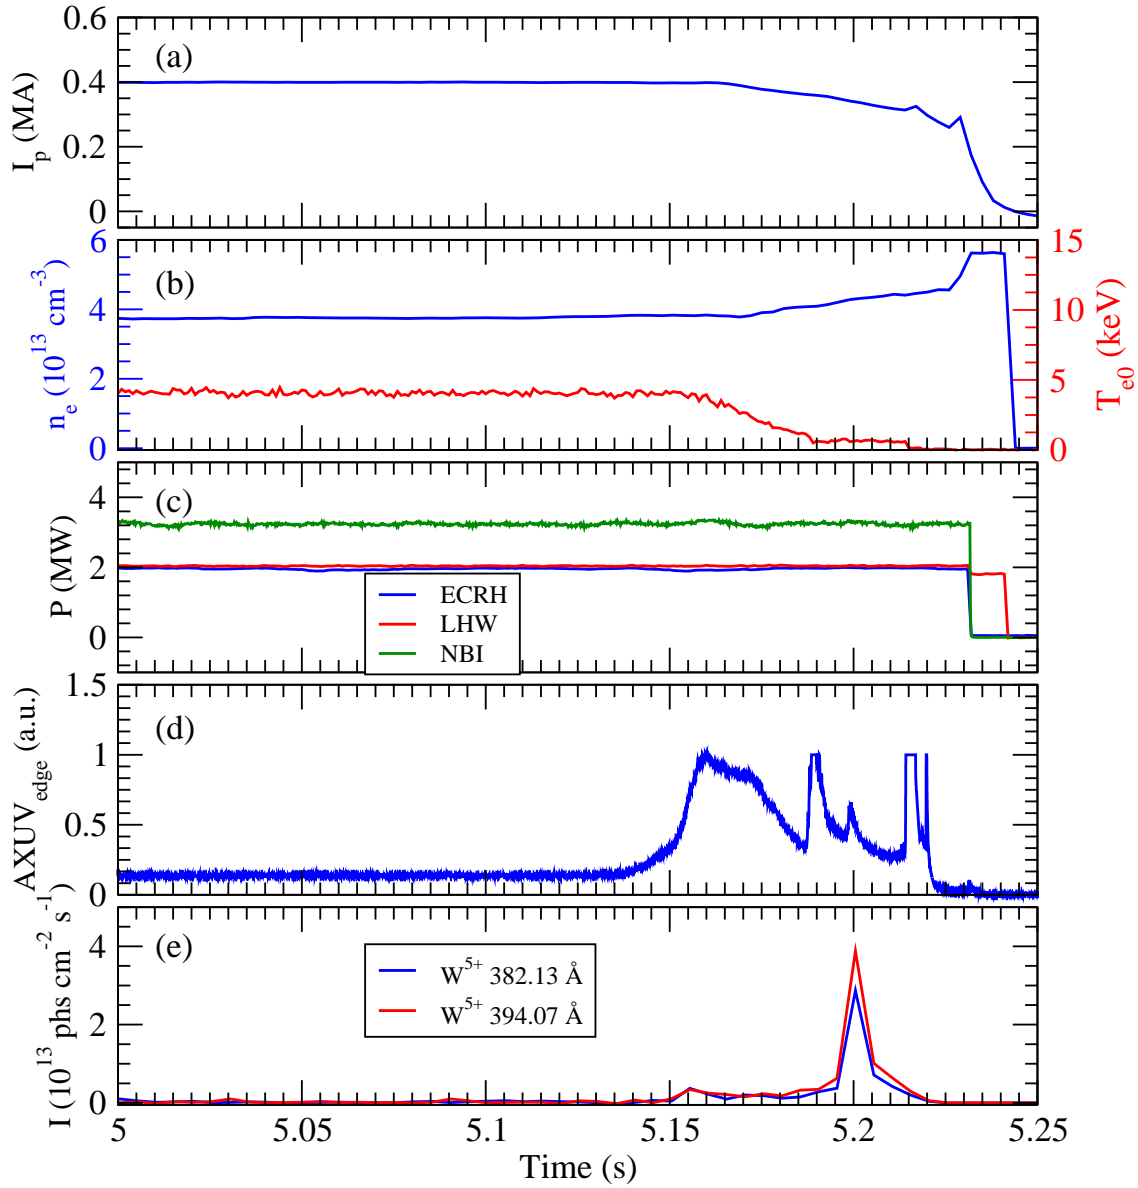 0.6
0.4
0.2
0
I_p (MA)
(a)
6
4
2
0
n_e (10^13 cm^-3)
(b)
15
10
5
0
T_e0 (keV)
4
2
0
P (MW)
(c)
ECRH
LHW
NBI
1.5
1
0.5
0
AXUV_edge (a.u.)
(d)
4
2
0
I (10^13 phs cm^-2 s^-1)
(e)
W^5+ 382.13 Å
W^5+ 394.07 Å
5 5.05 5.1 5.15 5.2 5.25
Time (s)